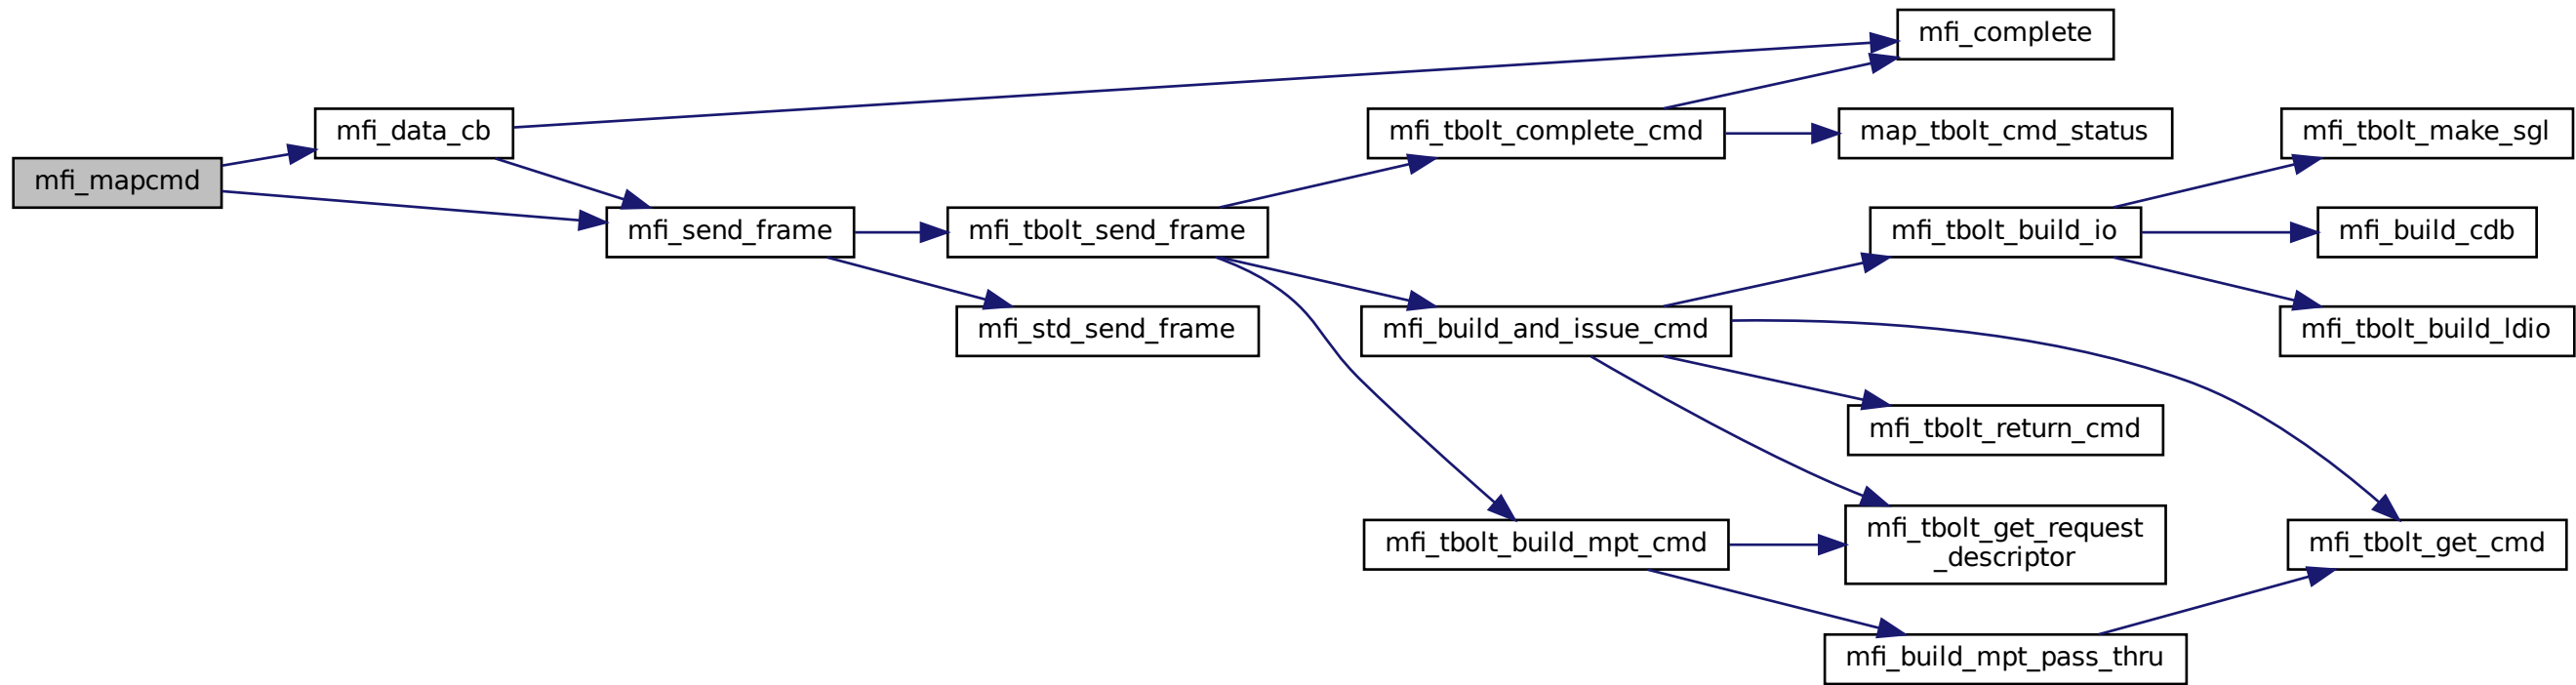 mfi_complete
mfi_data_cb
mfi_tbolt_complete_cmd
map_tbolt_cmd_status
mfi_tbolt_make_sgl
mfi_mapcmd
mfi_send_frame
mfi_tbolt_send_frame
mfi_tbolt_build_io
mfi_build_cdb
mfi_std_send_frame
mfi_build_and_issue_cmd
mfi_tbolt_build_ldio
mfi_tbolt_return_cmd
mfi_tbolt_build_mpt_cmd
mfi_tbolt_get_request
_descriptor
mfi_tbolt_get_cmd
mfi_build_mpt_pass_thru